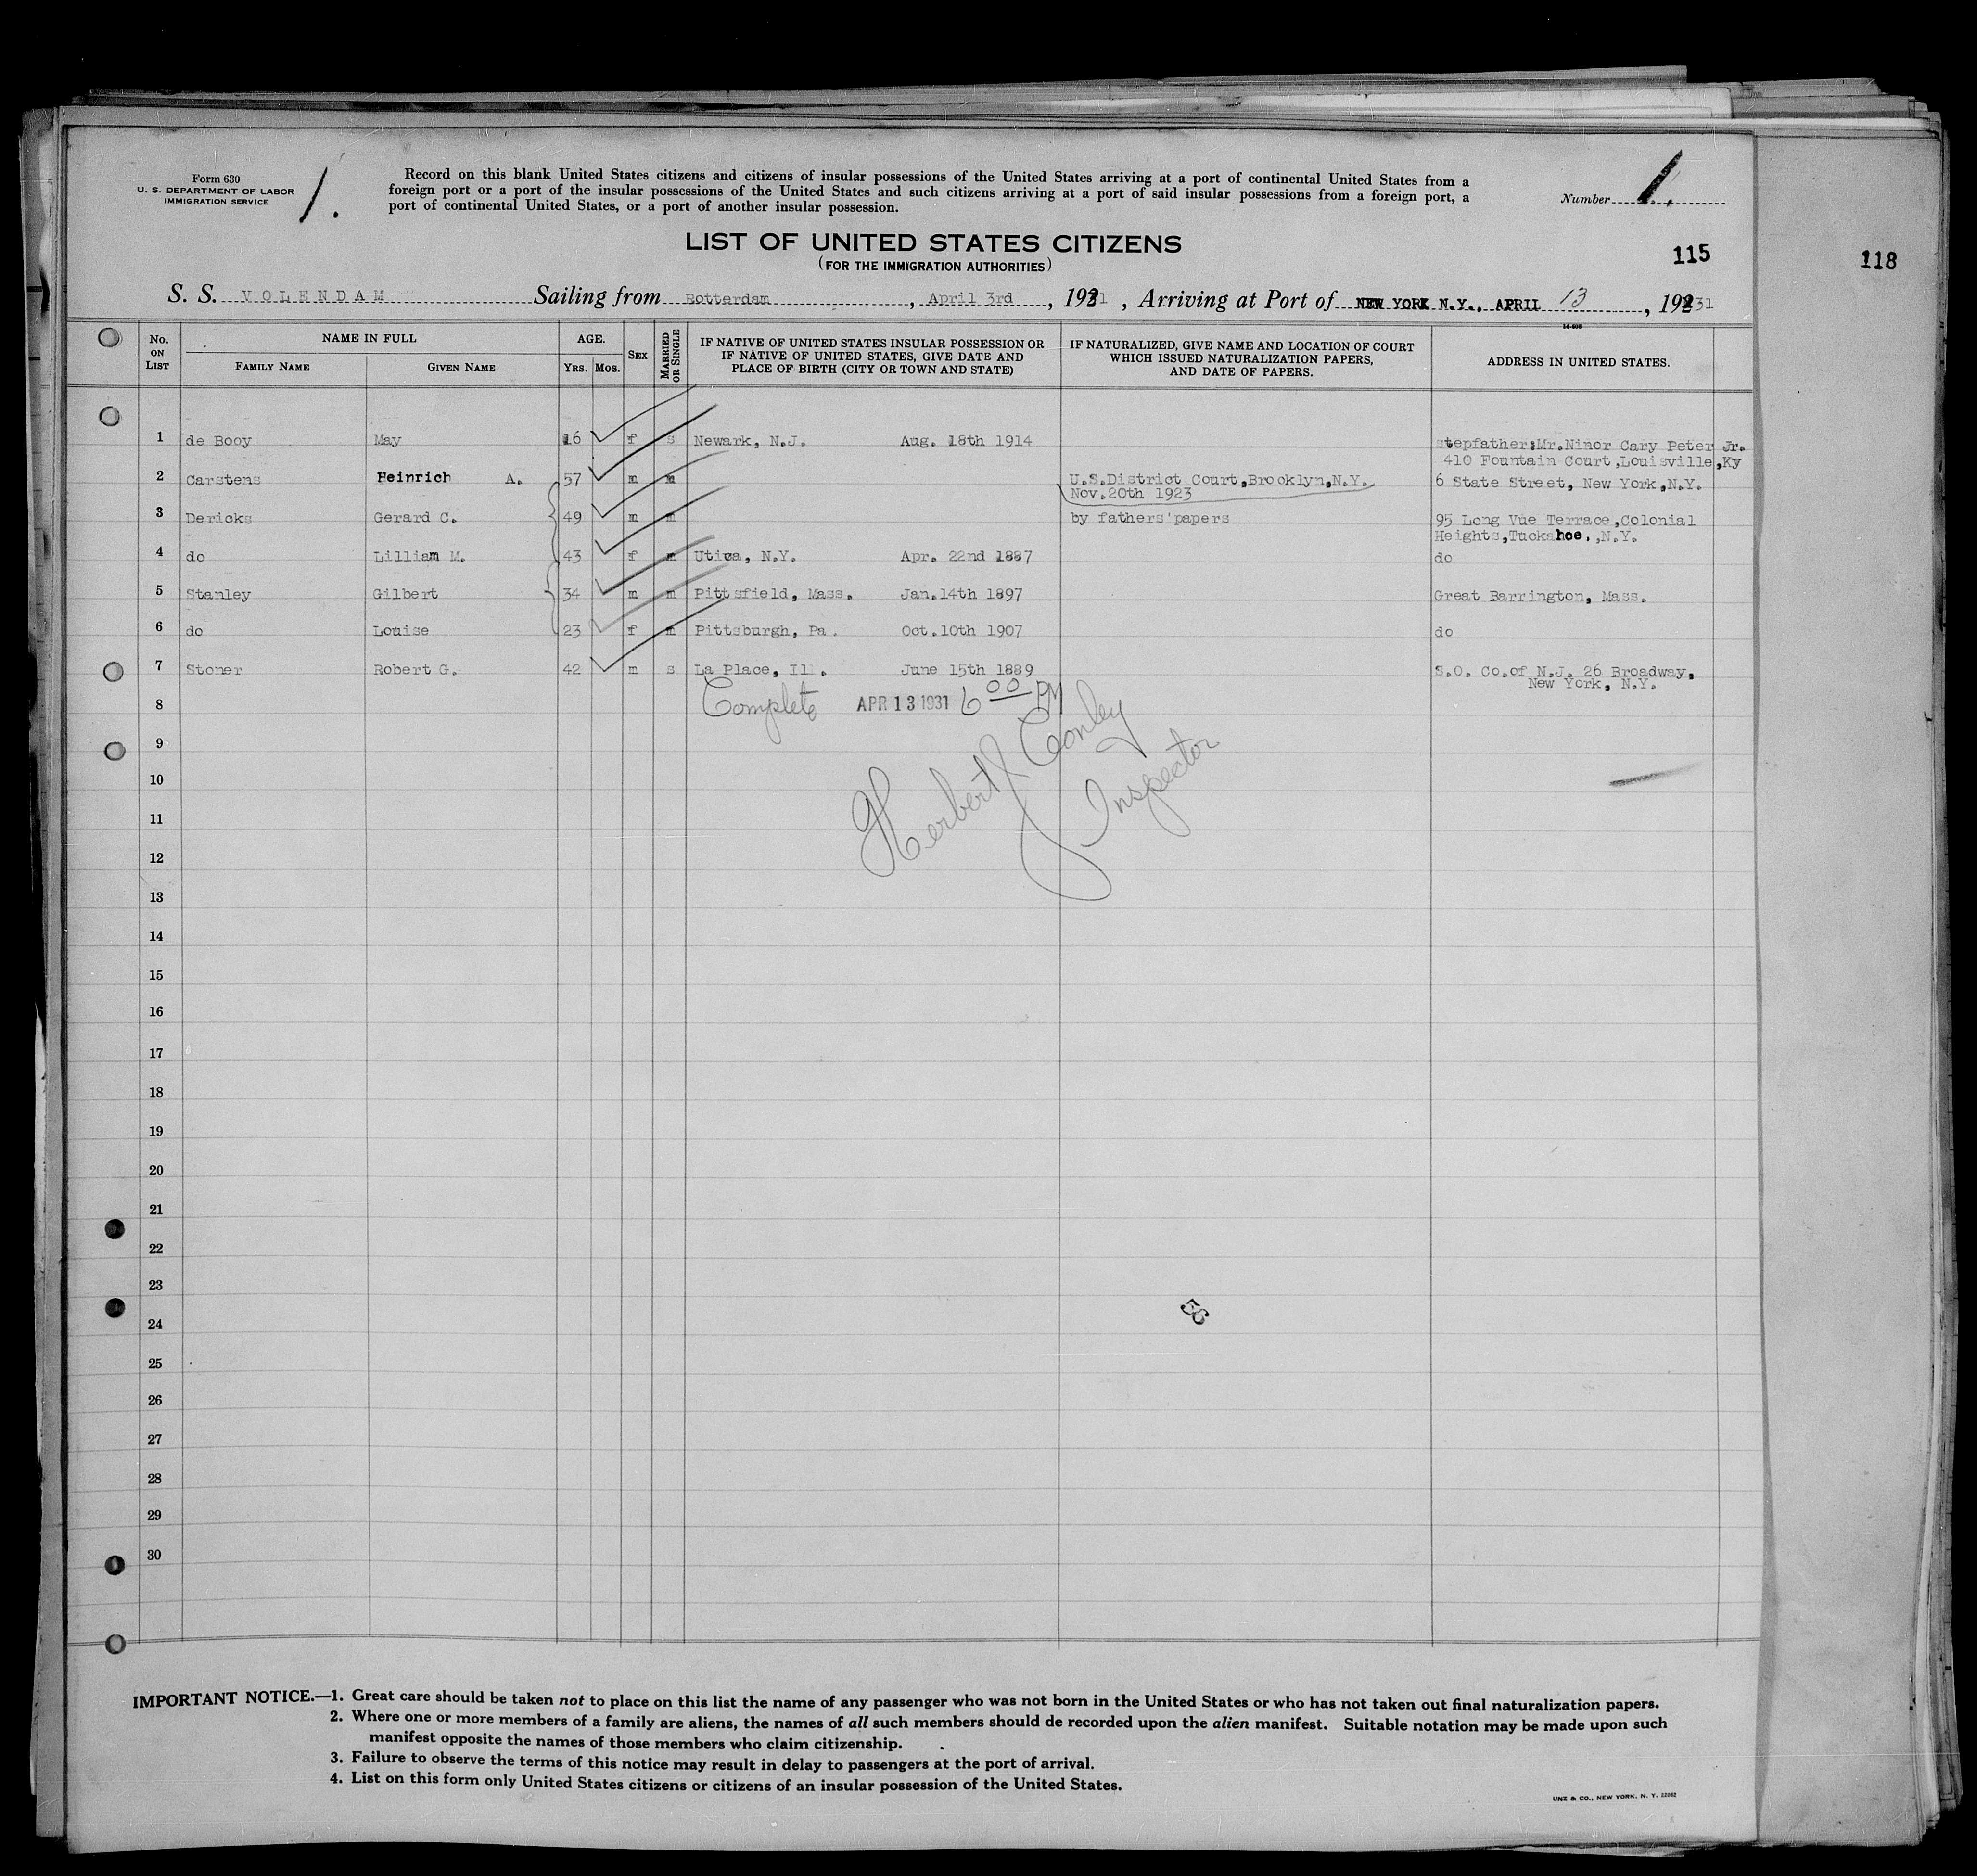 Form 630
U. S. DEPARTMENT OF LABOR
IMMIGRATION SERVICE
1.
Record on this blank United States citizens and citizens of insular possessions of the United States arriving at a port of continental United States from a
foreign port or a port of the insular possessions of the United States and such citizens arriving at a port of said insular possessions from a foreign port, a
port of continental United States, or a port of another insular possession.
Number 1.
LIST OF UNITED STATES CITIZENS
(FOR THE IMMIGRATION AUTHORITIES)
115
118
S. S. VOLENDAM Sailing from Rotterdam, April 3rd, 1931, Arriving at Port of NEW YORK N.Y., APRIL 13, 1931
14-506
No. ON LIST
NAME IN FULL
FAMILY NAME
GIVEN NAME
AGE.
YRS. MOS.
SEX
MARRIED OR SINGLE
IF NATIVE OF UNITED STATES INSULAR POSSESSION OR
IF NATIVE OF UNITED STATES, GIVE DATE AND
PLACE OF BIRTH (CITY OR TOWN AND STATE)
IF NATURALIZED, GIVE NAME AND LOCATION OF COURT
WHICH ISSUED NATURALIZATION PAPERS,
AND DATE OF PAPERS.
ADDRESS IN UNITED STATES.
1 de Booy May 16 f s Newark, N.J. Aug. 18th 1914 stepfather:Mr.Ninor Cary Peter Jr.
410 Fountain Court,Louisville,Ky
2 Carstens Heinrich A. 57 m m U.S.District Court,Brooklyn,N.Y. 6 State Street, New York,N.Y.
Nov.20th 1923
3 Dericks Gerard C. 49 m m by fathers'papers 95 Long Vue Terrace,Colonial
Heights,Tuckahoe.,N.Y.
4 do Lilliam M. 43 f m Utica, N.Y. Apr. 22nd 1887 do
5 Stanley Gilbert 34 m m Pittsfield, Mass. Jan.14th 1897 Great Barrington, Mass.
6 do Louise 23 f m Pittsburgh, Pa. Oct.10th 1907 do
7 Stoner Robert G. 42 m s La Place, Ill. June 15th 1889 S.O. Co.of N.J. 26 Broadway,
New York, N.Y.
8 Complete APR 13 1931 6 00 PM
Herbert J Conley
Inspector
9
10
11
12
13
14
15
16
17
18
19
20
21
22
23
56
24
25
26
27
28
29
30
IMPORTANT NOTICE.—1. Great care should be taken not to place on this list the name of any passenger who was not born in the United States or who has not taken out final naturalization papers.
2. Where one or more members of a family are aliens, the names of all such members should de recorded upon the alien manifest. Suitable notation may be made upon such
manifest opposite the names of those members who claim citizenship.
3. Failure to observe the terms of this notice may result in delay to passengers at the port of arrival.
4. List on this form only United States citizens or citizens of an insular possession of the United States.
UNZ & CO., NEW YORK, N. Y. 22062